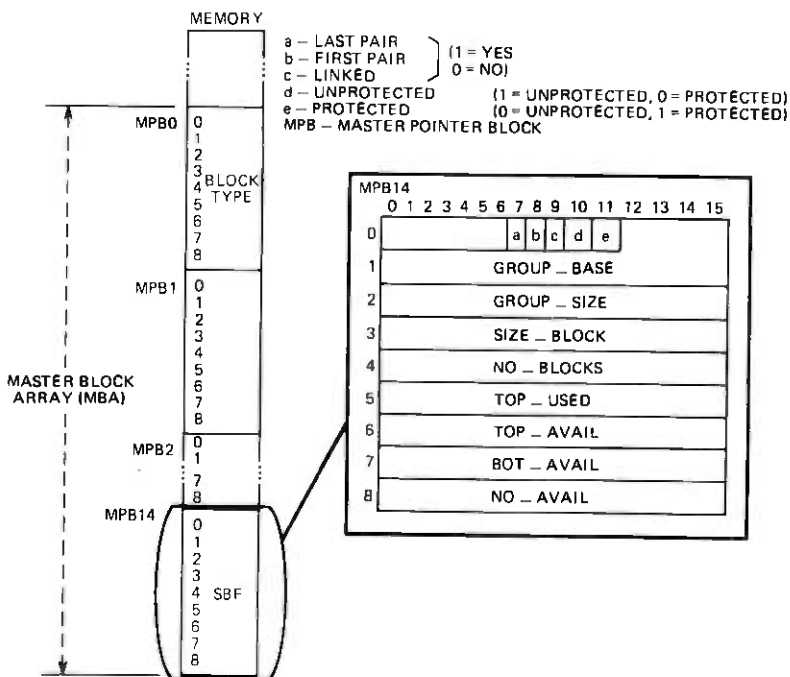 MEMORY
a – LAST PAIR
b – FIRST PAIR
c – LINKED
(1 = YES
0 = NO)
d – UNPROTECTED (1 = UNPROTECTED, 0 = PROTECTED)
e – PROTECTED (0 = UNPROTECTED, 1 = PROTECTED)
MPB – MASTER POINTER BLOCK
MPB0
0
1
2
3
4
5
6
7
8
BLOCK
TYPE
MPB1
0
1
2
3
4
5
6
7
8
MASTER BLOCK
ARRAY (MBA)
MPB2
0
1
7
8
MPB14
0
1
2
3
4
5
6
7
8
SBF
MPB14
0 1 2 3 4 5 6 7 8 9 10 11 12 13 14 15
0 a b c d e
1 GROUP _ BASE
2 GROUP _ SIZE
3 SIZE _ BLOCK
4 NO _ BLOCKS
5 TOP _ USED
6 TOP _ AVAIL
7 BOT _ AVAIL
8 NO _ AVAIL